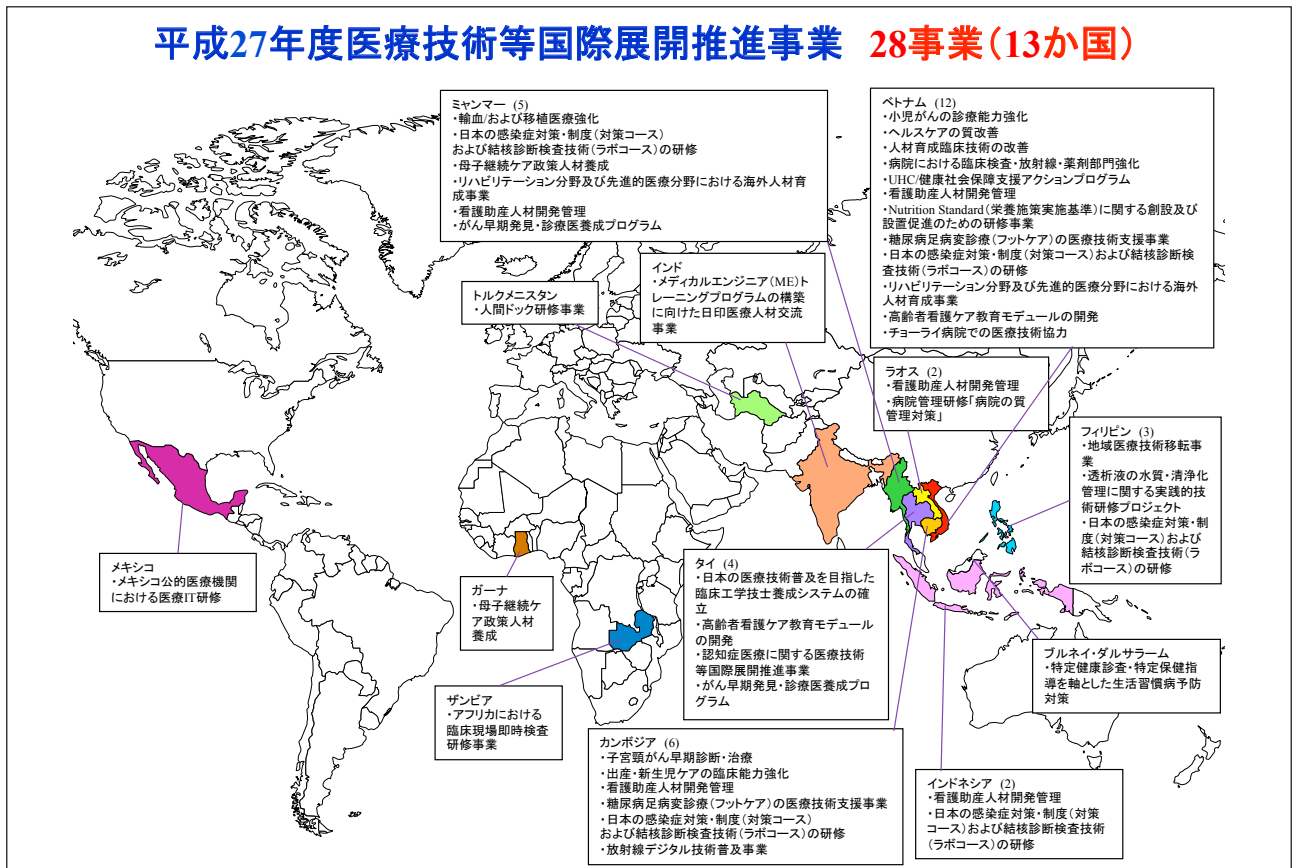 平成27年度医療技術等国際展開推進事業 28事業(13か国)
ミャンマー (5)
・輸血/および移植医療強化
・日本の感染症対策・制度(対策コース)
および結核診断検査技術(ラボコース)の研修
・母子継続ケア政策人材養成
・リハビリテーション分野及び先進的医療分野における海外人材育
成事業
・看護助産人材開発管理
・がん早期発見・診療医養成プログラム
ベトナム (12)
・小児がんの診療能力強化
・ヘルスケアの質改善
・人材育成臨床技術の改善
・病院における臨床検査・放射線・薬剤部門強化
・UHC/健康社会保障支援アクションプログラム
・看護助産人材開発管理
・Nutrition Standard(栄養施策実施基準)に関する創設及び
設置促進のための研修事業
・糖尿病足病変診療(フットケア)の医療技術支援事業
・日本の感染症対策・制度(対策コース)および結核診断検
査技術(ラボコース)の研修
・リハビリテーション分野及び先進的医療分野における海外
人材育成事業
・高齢者看護ケア教育モデュールの開発
・チョーライ病院での医療技術協力
トルクメニスタン
・人間ドック研修事業
インド
・メディカルエンジニア(ME)ト
レーニングプログラムの構築
に向けた日印医療人材交流
事業
ラオス (2)
・看護助産人材開発管理
・病院管理研修「病院の質
管理対策」
フィリピン (3)
・地域医療技術移転事
業
・透析液の水質・清浄化
管理に関する実践的技
術研修プロジェクト
・日本の感染症対策・制
度(対策コース)および
結核診断検査技術(ラ
ボコース)の研修
メキシコ
・メキシコ公的医療機関
における医療IT研修
ガーナ
・母子継続ケ
ア政策人材
養成
タイ (4)
・日本の医療技術普及を目指した
臨床工学技士養成システムの確
立
・高齢者看護ケア教育モデュール
の開発
・認知症医療に関する医療技術
等国際展開推進事業
・がん早期発見・診療医養成プロ
グラム
ブルネイ・ダルサラーム
・特定健康診査・特定保健指
導を軸とした生活習慣病予防
対策
ザンビア
・アフリカにおける
臨床現場即時検査
研修事業
カンボジア (6)
・子宮頸がん早期診断・治療
・出産・新生児ケアの臨床能力強化
・看護助産人材開発管理
・糖尿病足病変診療(フットケア)の医療技術支援事業
・日本の感染症対策・制度(対策コース)
および結核診断検査技術(ラボコース)の研修
・放射線デジタル技術普及事業
インドネシア (2)
・看護助産人材開発管理
・日本の感染症対策・制度(対策
コース)および結核診断検査技術
(ラボコース)の研修